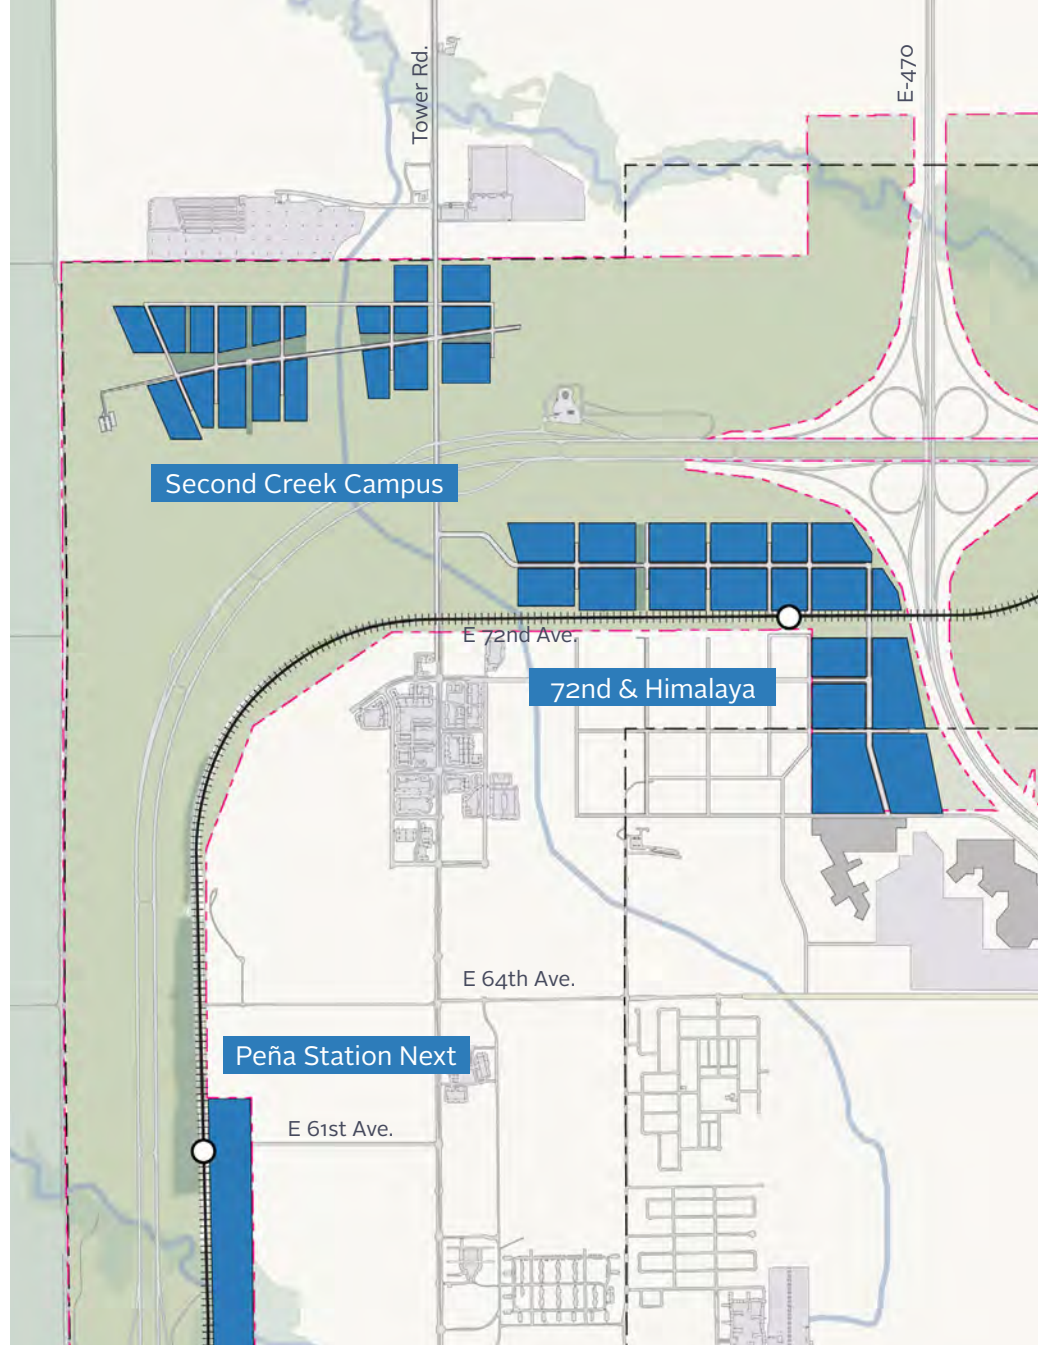 Tower Rd.
E-470
Second Creek Campus
E 72nd Ave.
72nd & Himalaya
E 64th Ave.
Peña Station Next
E 61st Ave.